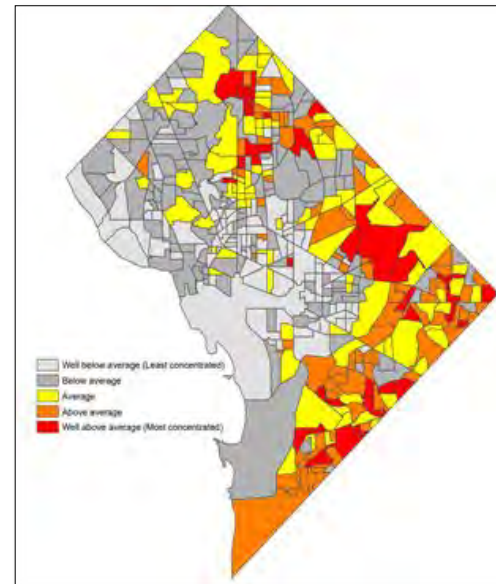 Well below average (Least concentrated)
Below average
Average
Above average
Well above average (Most concentrated)